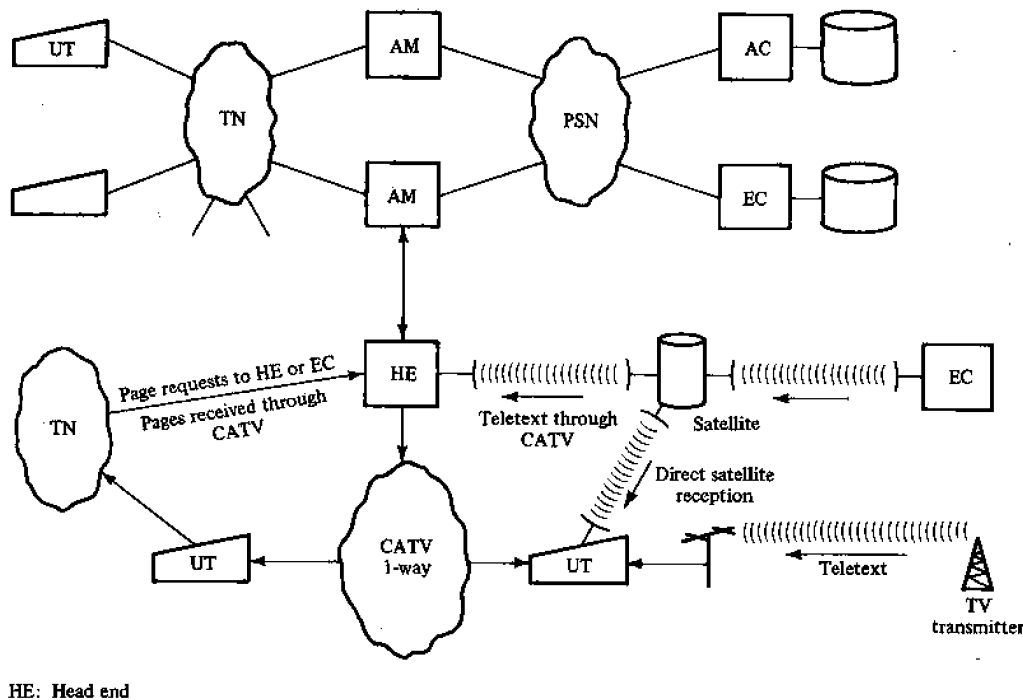 UT
AM
AC
TN
PSN
AM
EC
Page requests to HE or EC
HE
EC
TN
Pages received through
CATV
Teletext through
CATV
Satellite
Direct satellite
reception
UT
CATV
1-way
UT
Teletext
TV
transmitter
HE: Head end